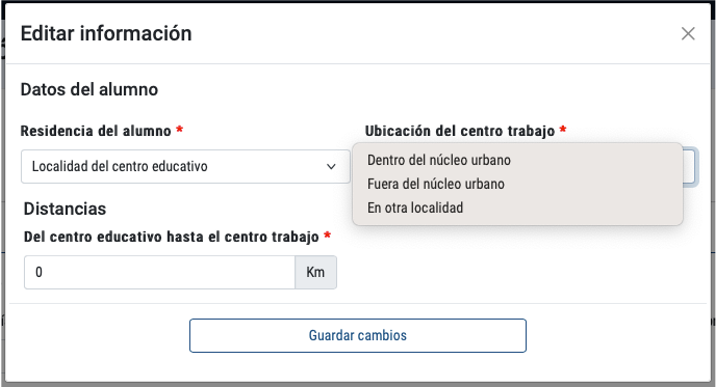 Editar información
Datos del alumno
Residencia del alumno *
Ubicación del centro trabajo *
Localidad del centro educativo
Dentro del núcleo urbano
Fuera del núcleo urbano
En otra localidad
Distancias
Del centro educativo hasta el centro trabajo *
0
Km
Guardar cambios